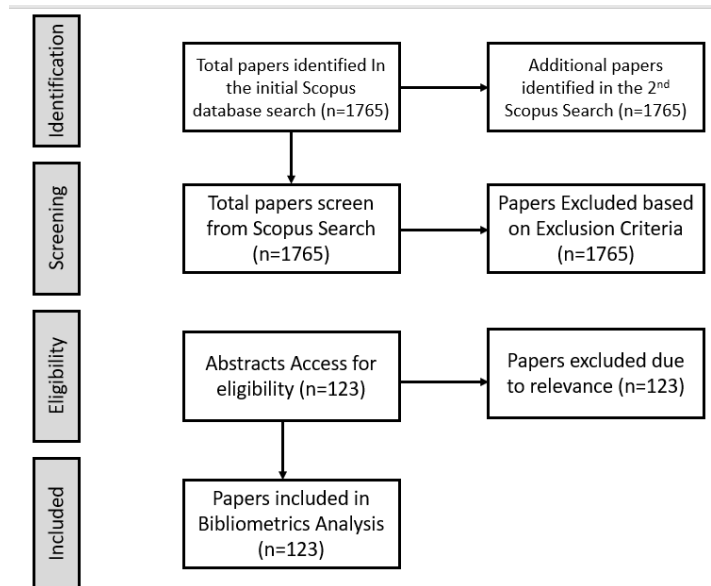 Identification
Total papers identified In
the initial Scopus
database search (n=1765)
Additional papers
identified in the 2nd
Scopus Search (n=1765)
Screening
Total papers screen
from Scopus Search
(n=1765)
Papers Excluded based
on Exclusion Criteria
(n=1765)
Eligibility
Abstracts Access for
eligibility (n=123)
Papers excluded due
to relevance (n=123)
Included
Papers included in
Bibliometrics Analysis
(n=123)